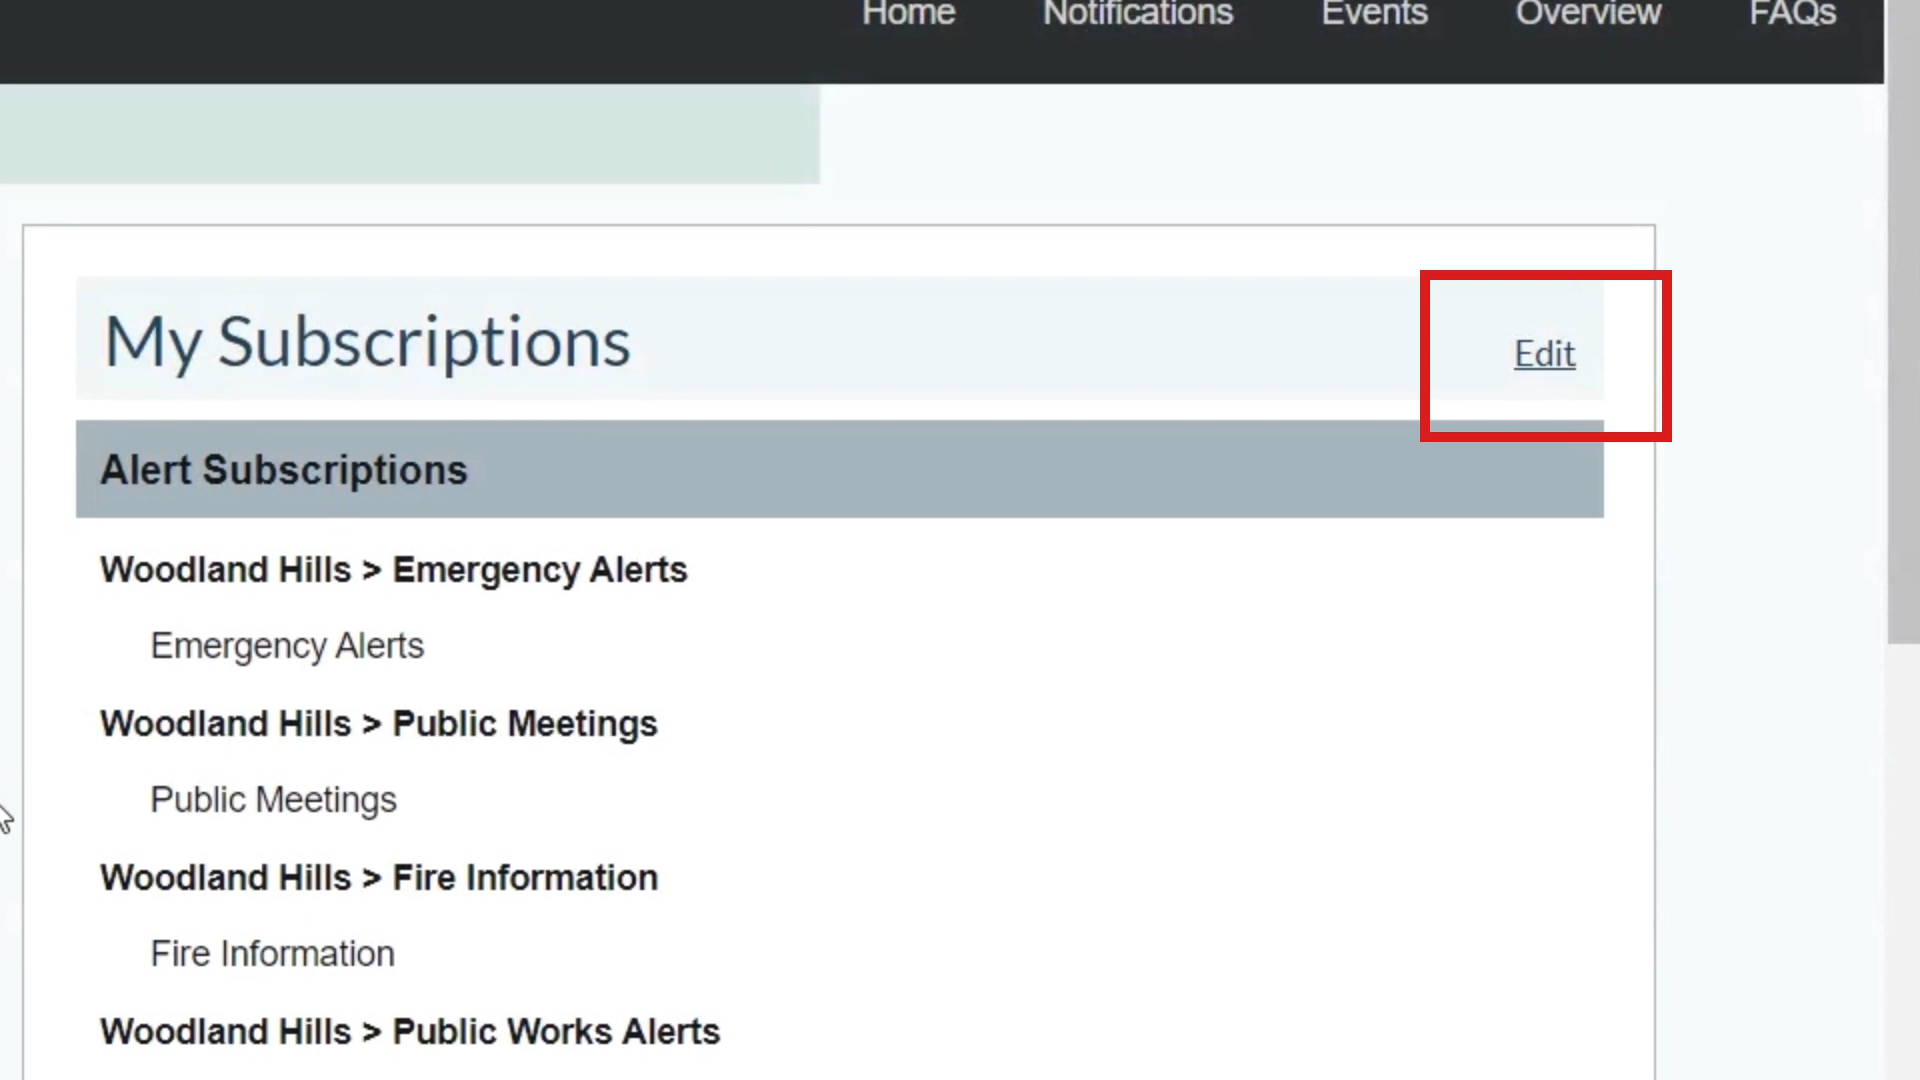 Home Notifications Events Overview FAQs
My Subscriptions Edit
Alert Subscriptions
Woodland Hills > Emergency Alerts
Emergency Alerts
Woodland Hills > Public Meetings
Public Meetings
Woodland Hills > Fire Information
Fire Information
Woodland Hills > Public Works Alerts